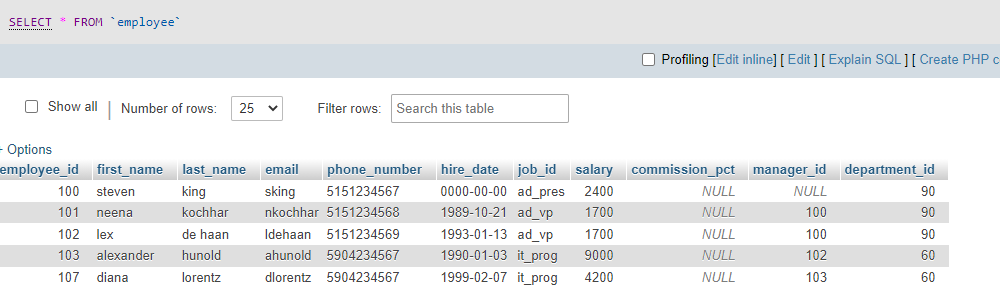 SELECT * FROM `employee`
Profiling [Edit inline] [ Edit ] [ Explain SQL ] [ Create PHP c
Show all | Number of rows: 25 Filter rows: Search this table
+ Options
employee_id first_name last_name email phone_number hire_date job_id salary commission_pct manager_id department_id
100 steven king sking 5151234567 0000-00-00 ad_pres 2400 NULL NULL 90
101 neena kochhar nkochhar 5151234568 1989-10-21 ad_vp 1700 NULL 100 90
102 lex de haan ldehaan 5151234569 1993-01-13 ad_vp 1700 NULL 100 90
103 alexander hunold ahunold 5904234567 1990-01-03 it_prog 9000 NULL 102 60
107 diana lorentz dlorentz 5904234567 1999-02-07 it_prog 4200 NULL 103 60